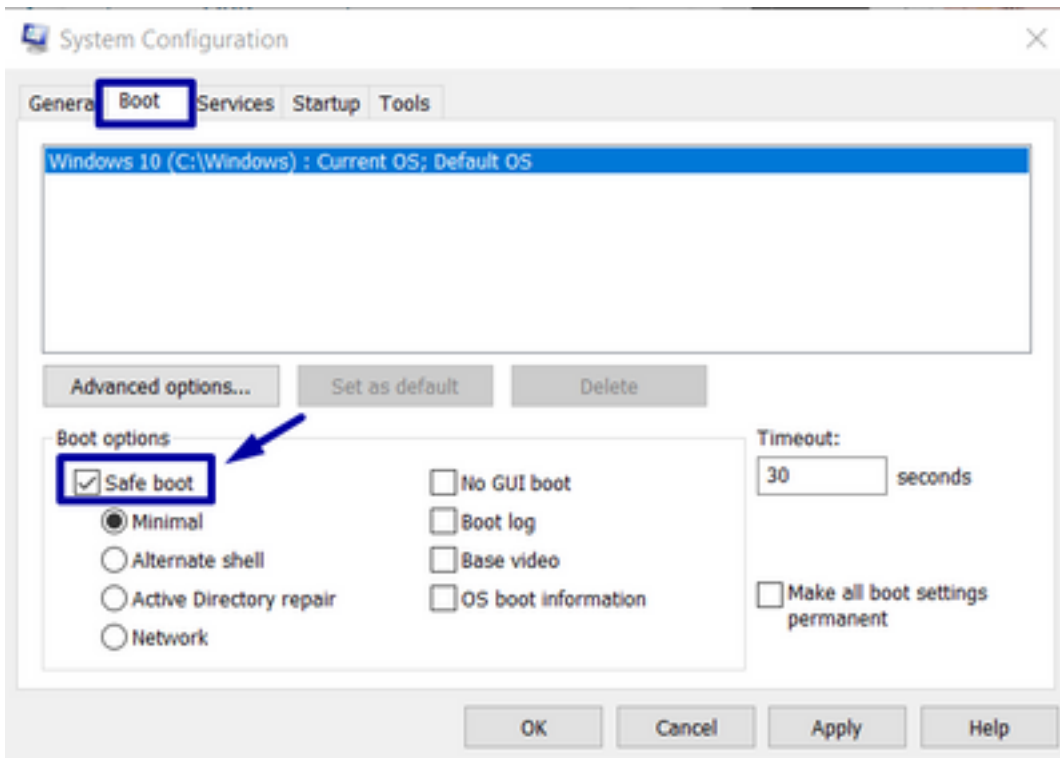 System Configuration
Genera Boot Services Startup Tools
Windows 10 (C:\Windows) : Current OS; Default OS
Advanced options... Set as default Delete
Boot options
Timeout:
Safe boot No GUI boot 30 seconds
Minimal Boot log
Alternate shell Base video
Active Directory repair OS boot information Make all boot settings
permanent
Network
OK Cancel Apply Help